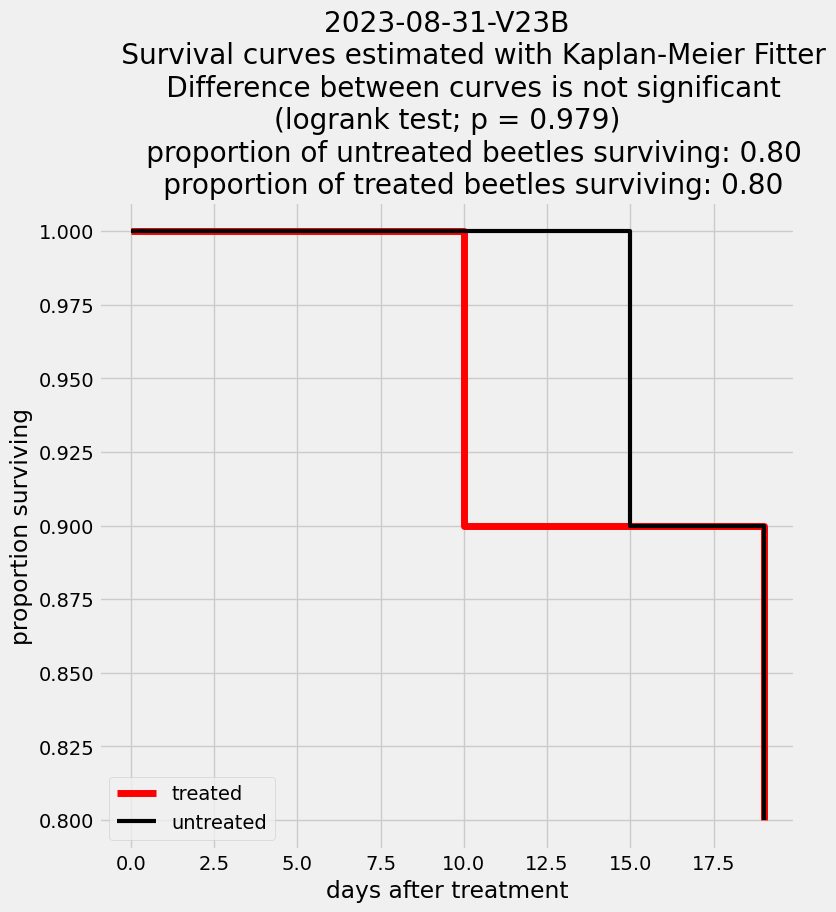 2023-08-31-V23B
Survival curves estimated with Kaplan-Meier Fitter
Difference between curves is not significant
(logrank test; p = 0.979)
proportion of untreated beetles surviving: 0.80
proportion of treated beetles surviving: 0.80
1.000
0.975
0.950
0.925
0.900
0.875
0.850
0.825
0.800
proportion surviving
treated
untreated
0.0 2.5 5.0 7.5 10.0 12.5 15.0 17.5
days after treatment